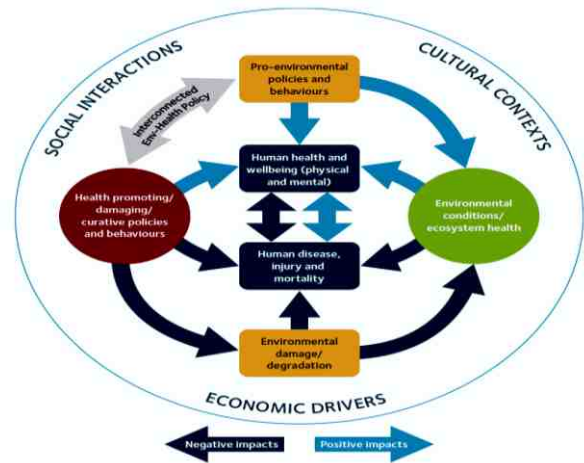 SOCIAL INTERACTIONS
CULTURAL CONTEXTS
Pro-environmental
policies and
behaviours
Interconnected
Env-Health Policy
Human health and
wellbeing (physical
and mental)
Health promoting/
damaging/
curative policies
and behaviours
Environmental
conditions/
ecosystem health
Human disease,
injury and
mortality
Environmental
damage/
degradation
ECONOMIC DRIVERS
Negative impacts
Positive impacts